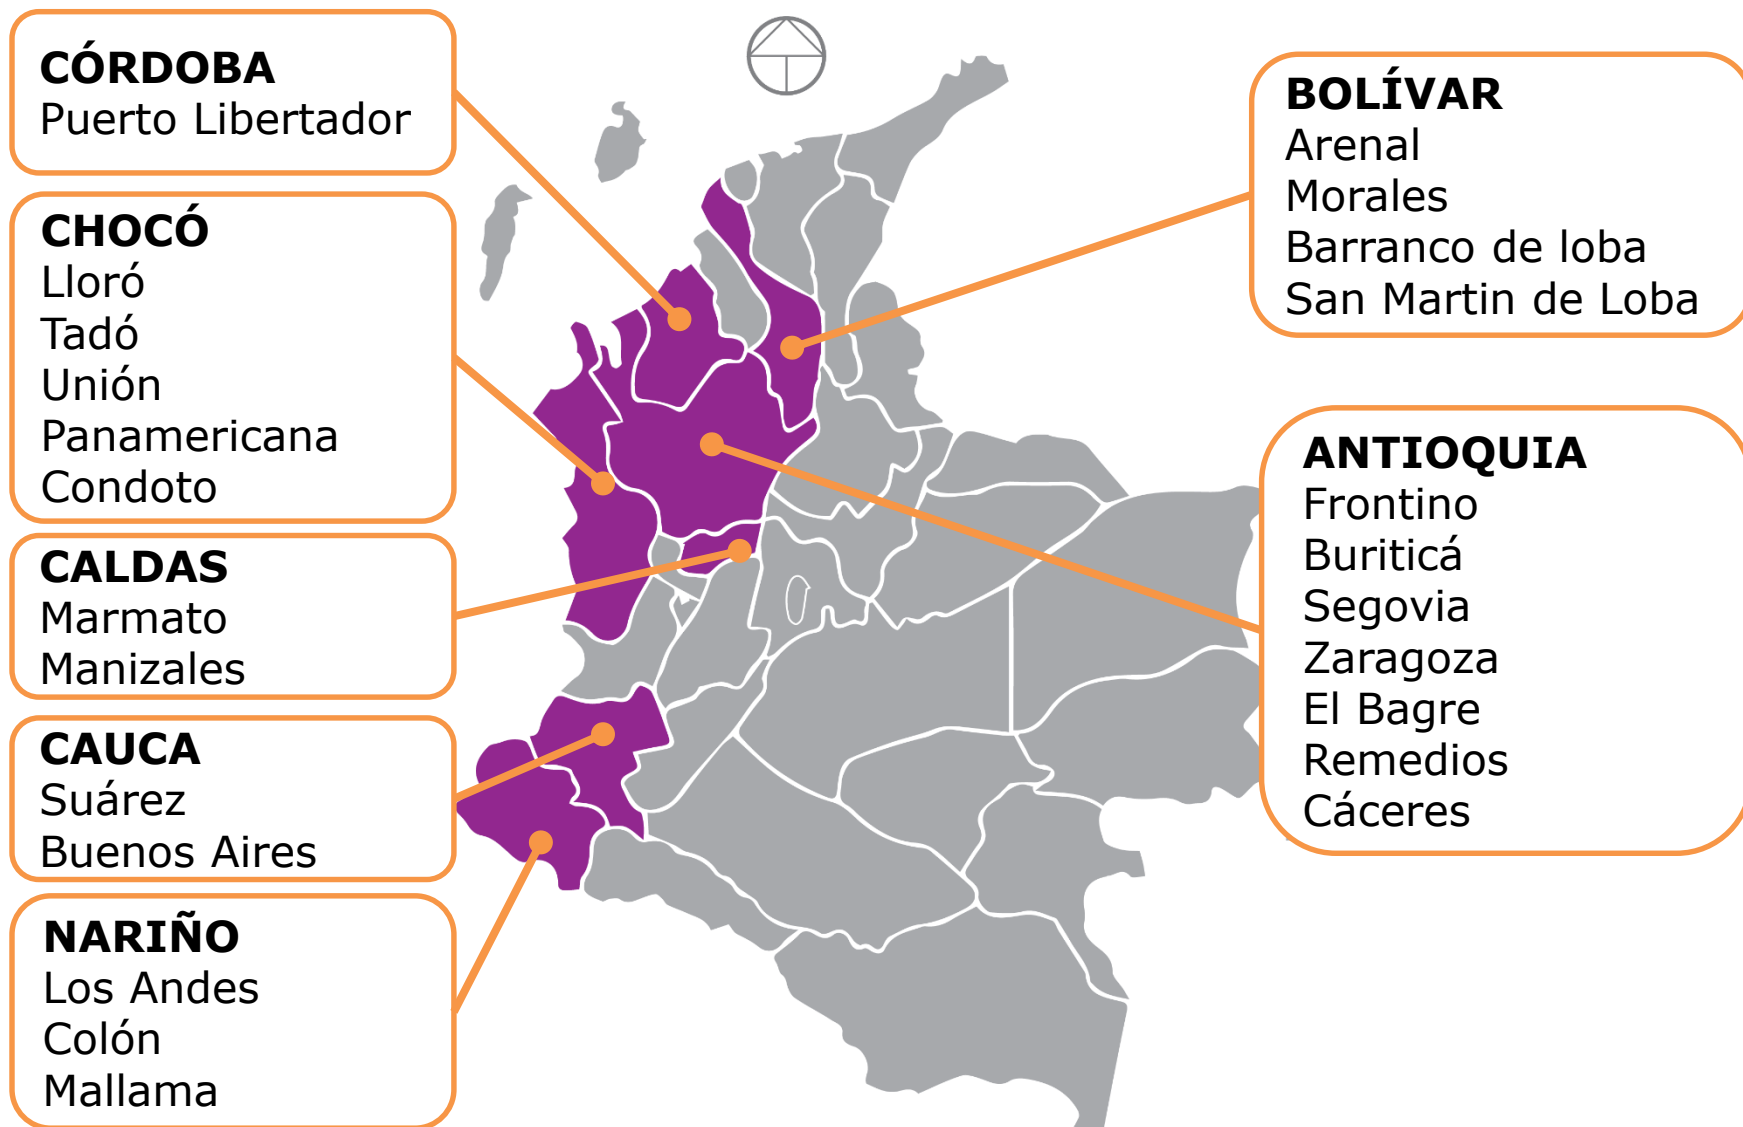 CÓRDOBA
Puerto Libertador
CHOCÓ
Lloró
Tadó
Unión
Panamericana
Condoto
CALDAS
Marmato
Manizales
CAUCA
Suárez
Buenos Aires
NARIÑO
Los Andes
Colón
Mallama
BOLÍVAR
Arenal
Morales
Barranco de loba
San Martin de Loba
ANTIOQUIA
Frontino
Buriticá
Segovia
Zaragoza
El Bagre
Remedios
Cáceres